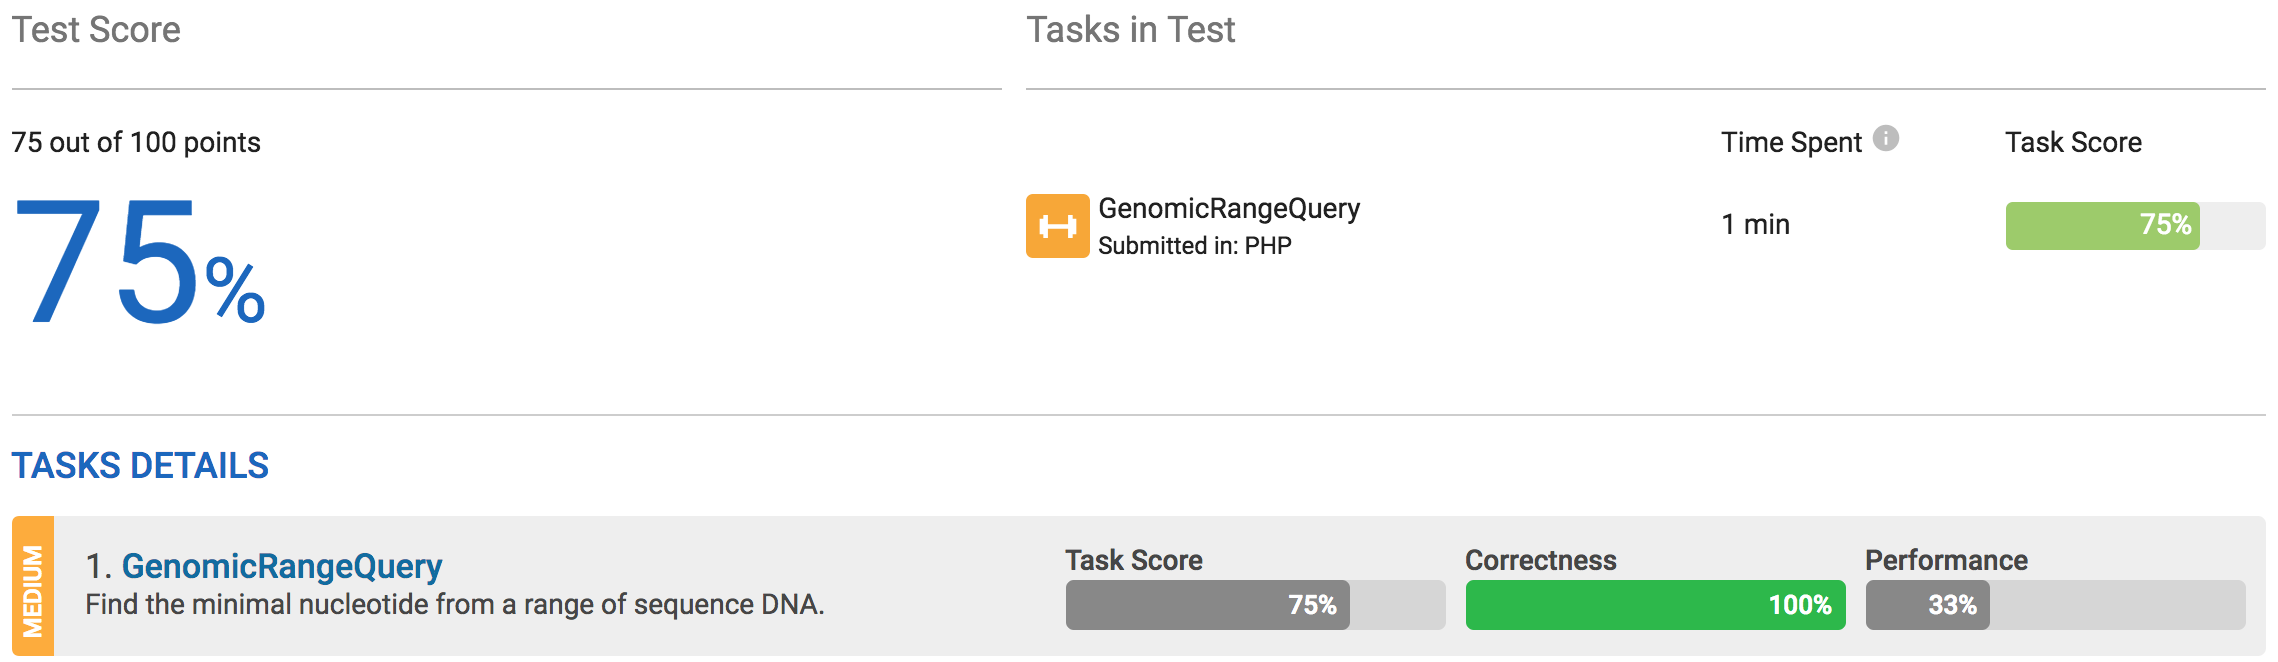 Test Score
Tasks in Test
75 out of 100 points
75%
Time Spent
Task Score
GenomicRangeQuery
Submitted in: PHP
1 min
75%
TASKS DETAILS
MEDIUM
1. GenomicRangeQuery
Find the minimal nucleotide from a range of sequence DNA.
Task Score
75%
Correctness
100%
Performance
33%